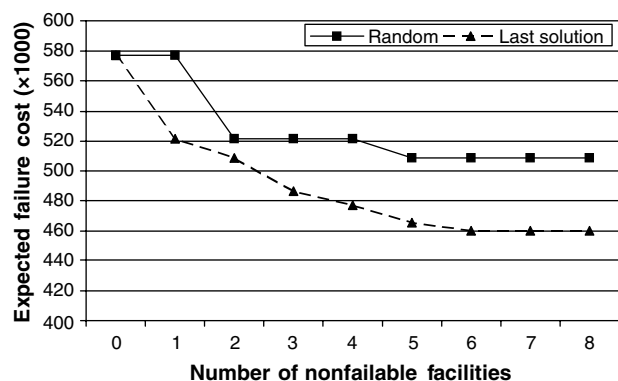 Expected failure cost (×1000)
600
580
560
540
520
500
480
460
440
420
400
Random
Last solution
0 1 2 3 4 5 6 7 8
Number of nonfailable facilities